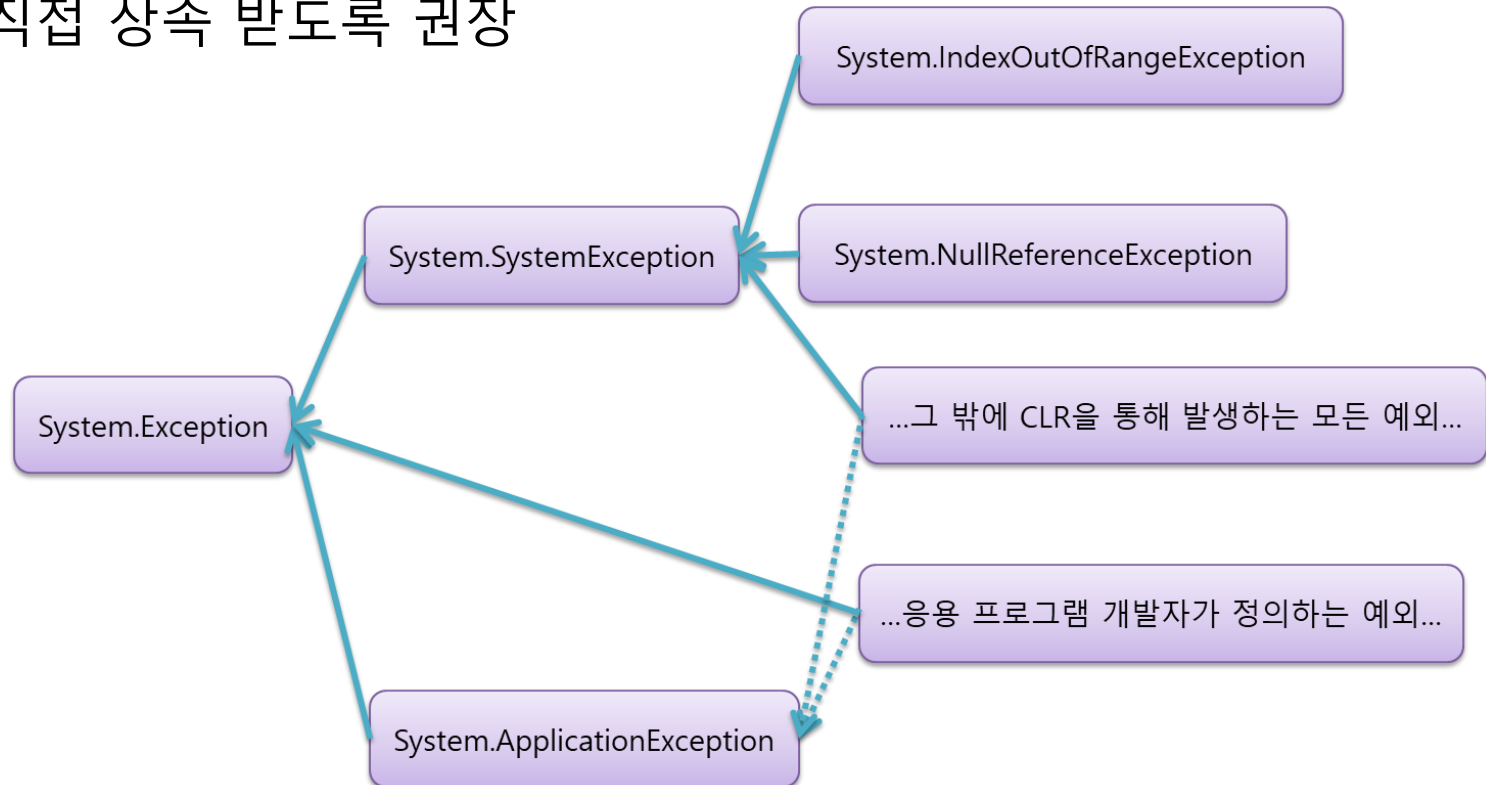 직접 상속 받도록 권장
System.IndexOutOfRangeException
System.SystemException
System.NullReferenceException
System.Exception
...그 밖에 CLR을 통해 발생하는 모든 예외...
...응용 프로그램 개발자가 정의하는 예외...
System.ApplicationException